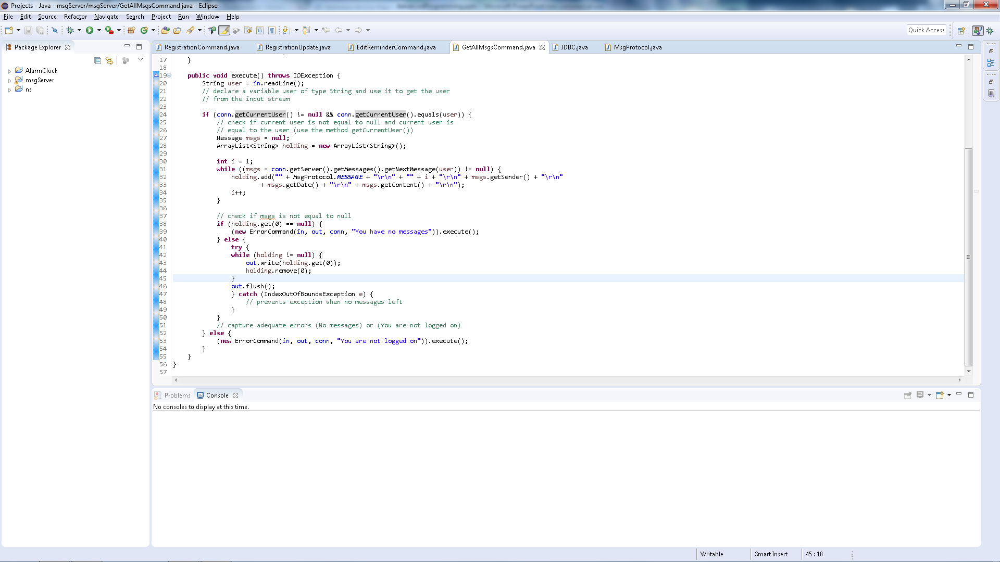 Projects - Java - msgServer/msgServer/GetAllMsgsCommand.java - Eclipse
File Edit Source Refactor Navigate Search Project Run Window Help
Quick Access
Package Explorer
RegistrationCommand.java RegistrationUpdate.java EditReminderCommand.java GetAllMsgsCommand.java JDBC.java MsgProtocol.java
AlarmClock
msgServer
ns
17     }
18
19     public void execute() throws IOException {
20         String user = in.readLine();
21         // declare a variable user of type String and use it to get the user
22         // from the input stream
23
24         if (conn.getCurrentUser() != null && conn.getCurrentUser().equals(user)) {
25             // check if current user is not equal to null and current user is
26             // equal to the user (use the method getCurrentUser())
27             Message msgs = null;
28             ArrayList<String> holding = new ArrayList<String>();
29
30             int i = 1;
31             while ((msgs = conn.getServer().getMessages().getNextMessage(user)) != null) {
32                 holding.add("" + MsgProtocol.MESSAGE + "\r\n" + "" + i + "\r\n" + msgs.getSender() + "\r\n"
33                         + msgs.getDate() + "\r\n" + msgs.getContent() + "\r\n");
34                 i++;
35             }
36
37             // check if msgs is not equal to null
38             if (holding.get(0) == null) {
39                 (new ErrorCommand(in, out, conn, "You have no messages")).execute();
40             } else {
41                 try {
42                 while (holding != null) {
43                     out.write(holding.get(0));
44                     holding.remove(0);
45                 }
46                 out.flush();
47                 } catch (IndexOutOfBoundsException e) {
48                     // prevents exception when no messages left
49                 }
50             }
51             // capture adequate errors (No messages) or (You are not logged on)
52         } else {
53             (new ErrorCommand(in, out, conn, "You are not logged on")).execute();
54         }
55     }
56 }
57
Problems Console
No consoles to display at this time.
Writable Smart Insert 45 : 18